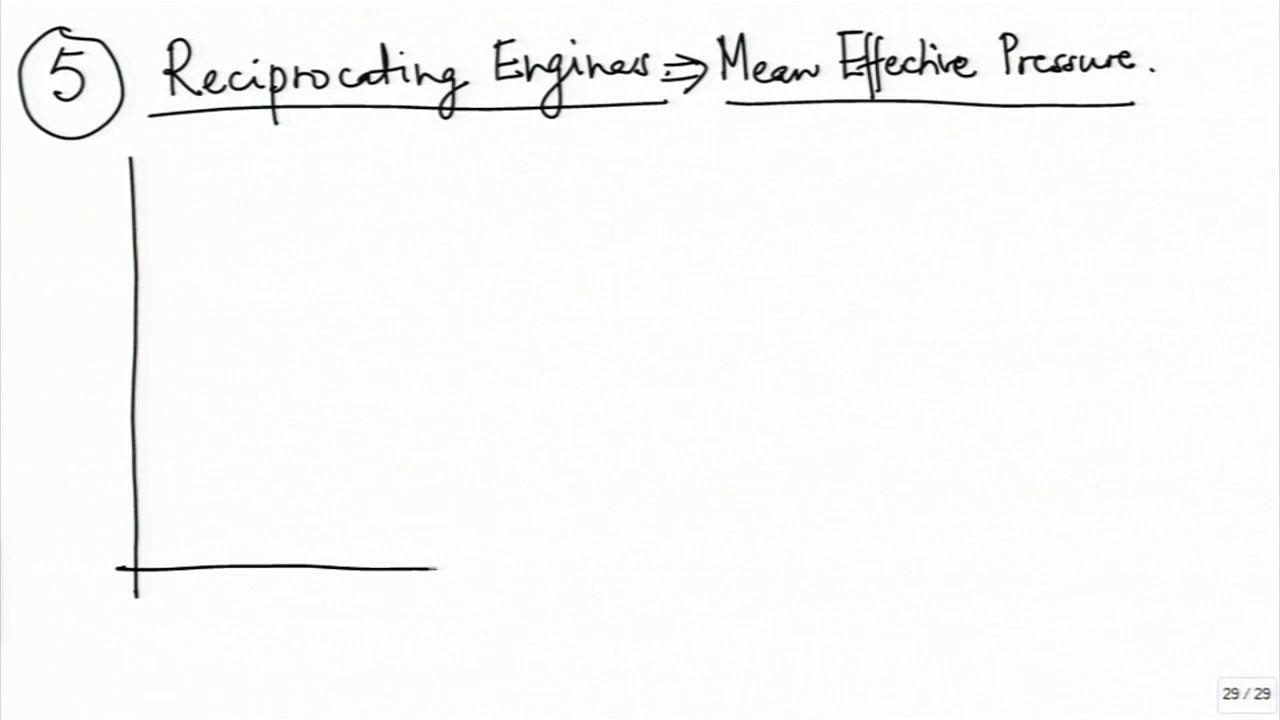 5 Reciprocating Engines ⇒ Mean Effective Pressure.
29 / 29